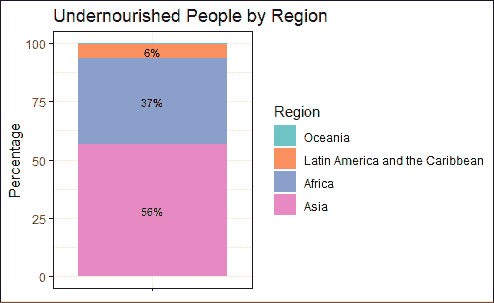 Undernourished People by Region
Percentage
100
75
50
25
0
6%
37%
56%
Region
Oceania
Latin America and the Caribbean
Africa
Asia